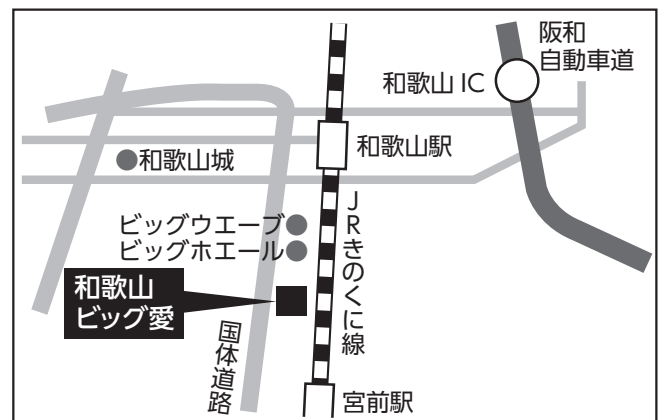 阪和
自動車道
和歌山 IC
和歌山駅
●和歌山城
ビッグウエーブ●
ビッグホエール●
JRきのくに線
和歌山
ビッグ愛
国体道路
宮前駅